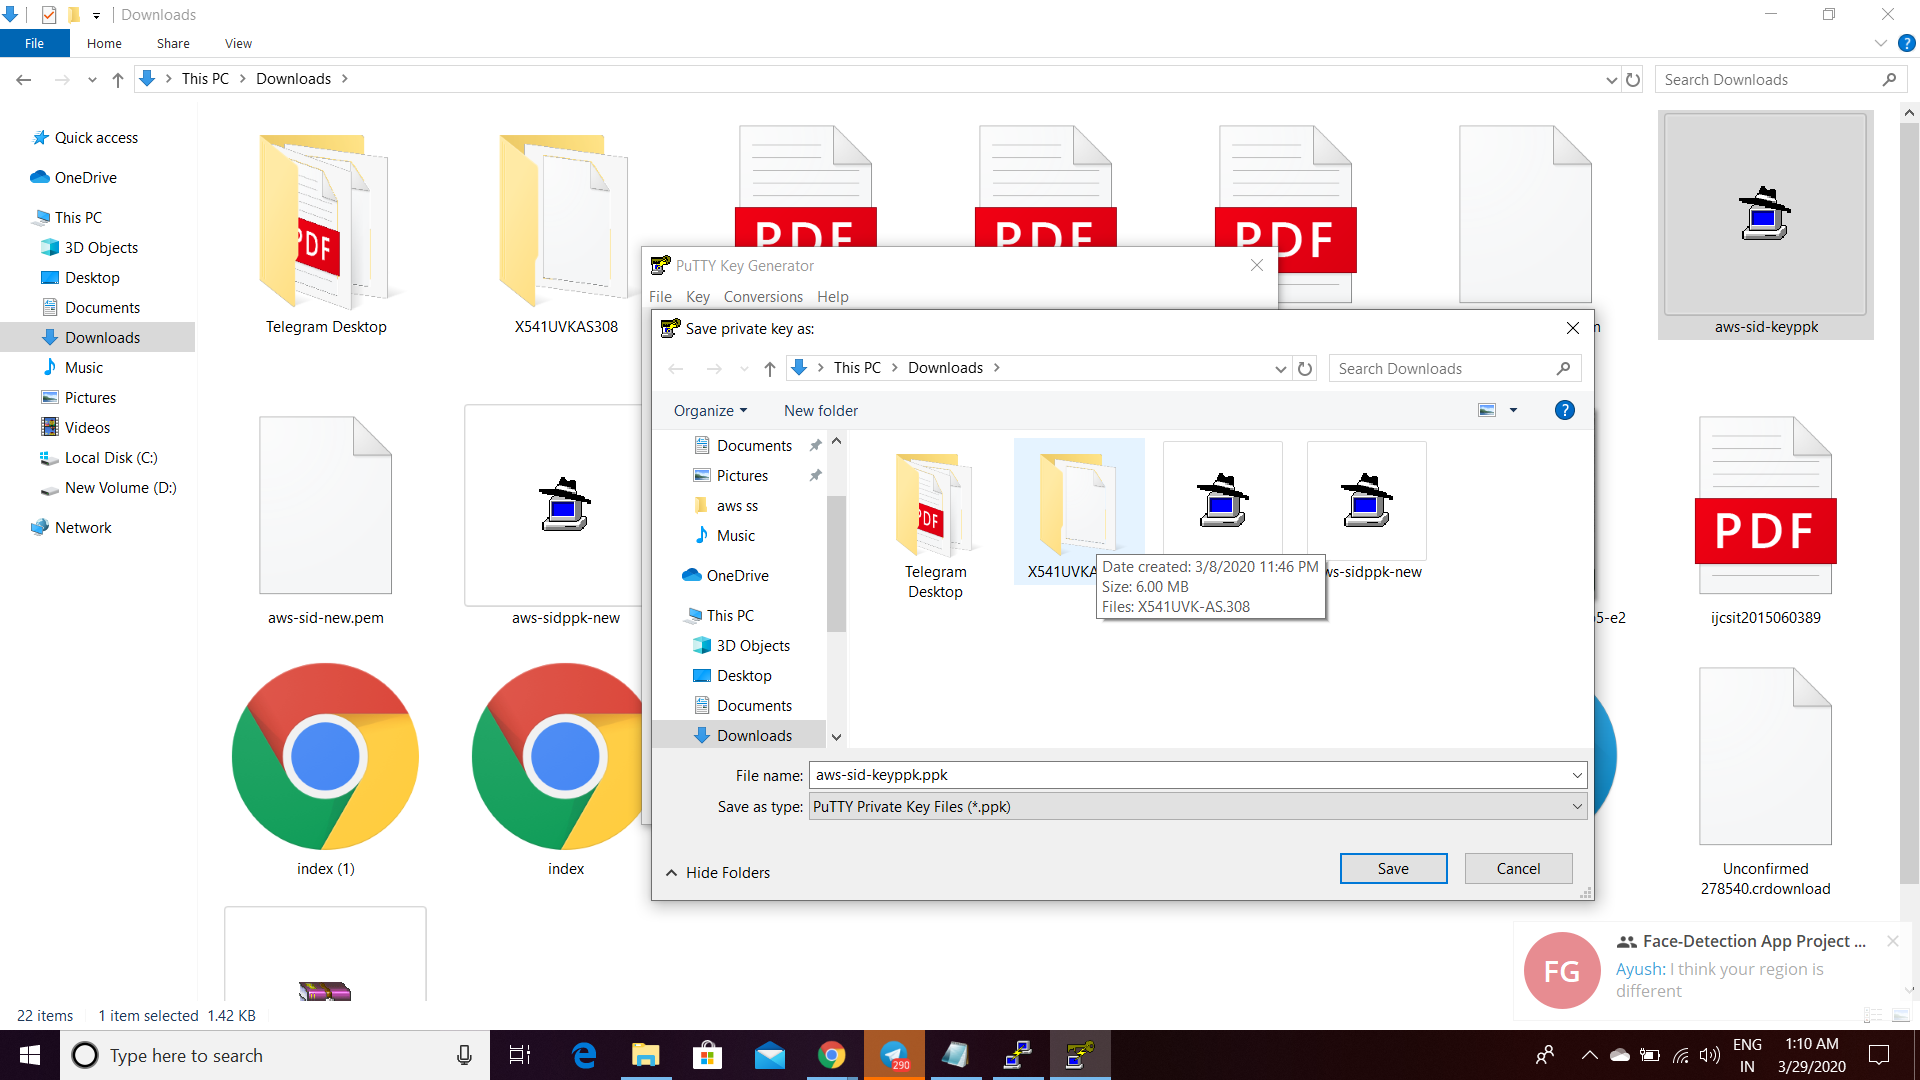 Downloads
File Home Share View
This PC Downloads
Search Downloads
Quick access
OneDrive
This PC
3D Objects
Desktop
Documents
Downloads
Music
Pictures
Videos
Local Disk (C:)
New Volume (D:)
Network
PDF
Telegram Desktop
X541UVKAS308
PDF
PDF
PDF
aws-sid-keyppk
aws-sid-new.pem
aws-sidppk-new
5-e2
PDF
ijcsit2015060389
index (1)
index
Unconfirmed
278540.crdownload
PuTTY Key Generator
File Key Conversions Help
Save private key as:
This PC Downloads
Search Downloads
Organize New folder
Documents
Pictures
aws ss
Music
OneDrive
This PC
3D Objects
Desktop
Documents
Downloads
PDF
Telegram
Desktop
X541UVKA
ws-sidppk-new
Date created: 3/8/2020 11:46 PM
Size: 6.00 MB
Files: X541UVK-AS.308
File name: aws-sid-keyppk.ppk
Save as type: PuTTY Private Key Files (*.ppk)
Hide Folders
Save
Cancel
FG
Face-Detection App Project ...
Ayush: I think your region is
different
22 items 1 item selected 1.42 KB
Type here to search
290
ENG
IN
1:10 AM
3/29/2020